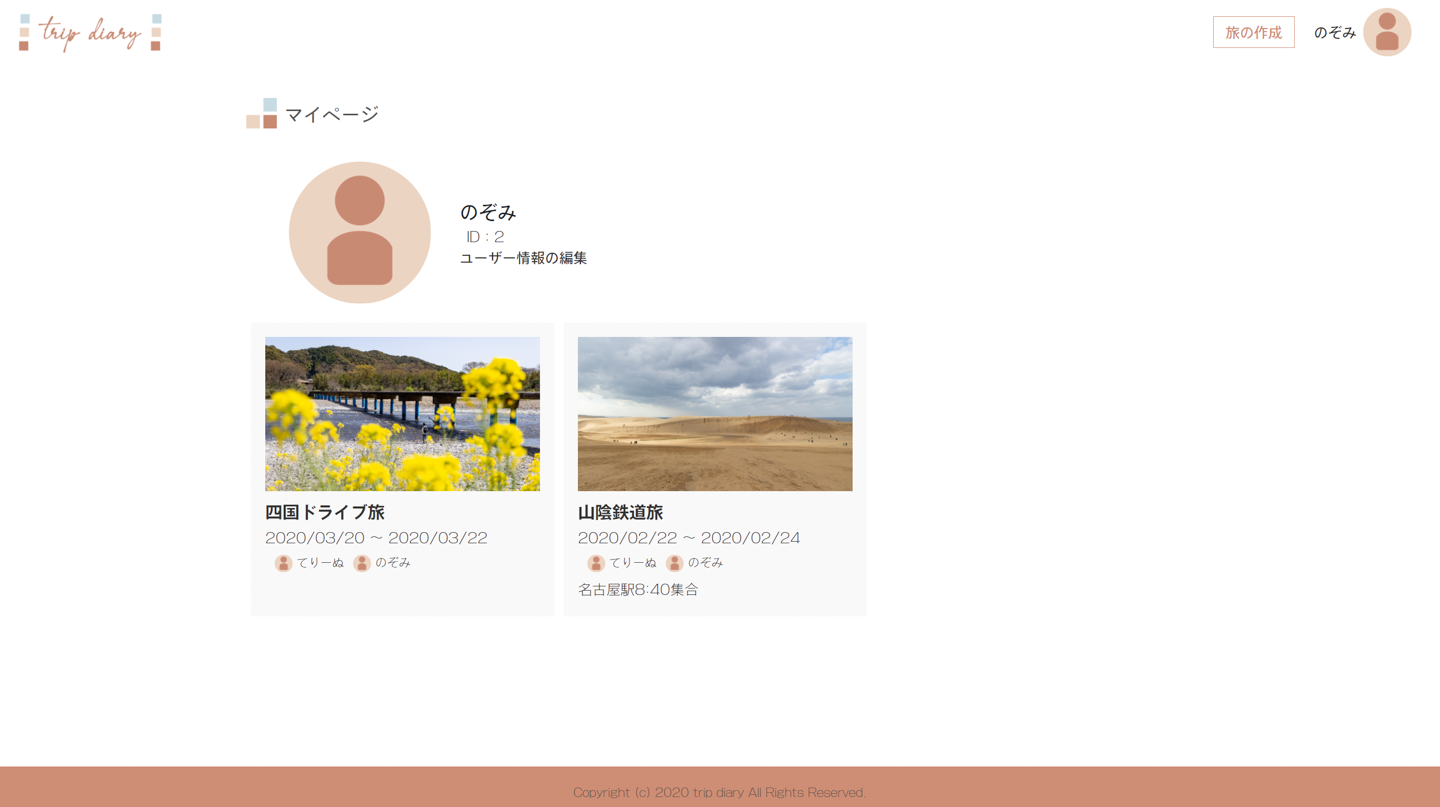 trip diary
旅の作成
のぞみ
マイページ
のぞみ
ID：2
ユーザー情報の編集
四国ドライブ旅
2020/03/20 ～ 2020/03/22
てりーぬ のぞみ
山陰鉄道旅
2020/02/22 ～ 2020/02/24
てりーぬ のぞみ
名古屋駅8:40集合
Copyright (c) 2020 trip diary All Rights Reserved.